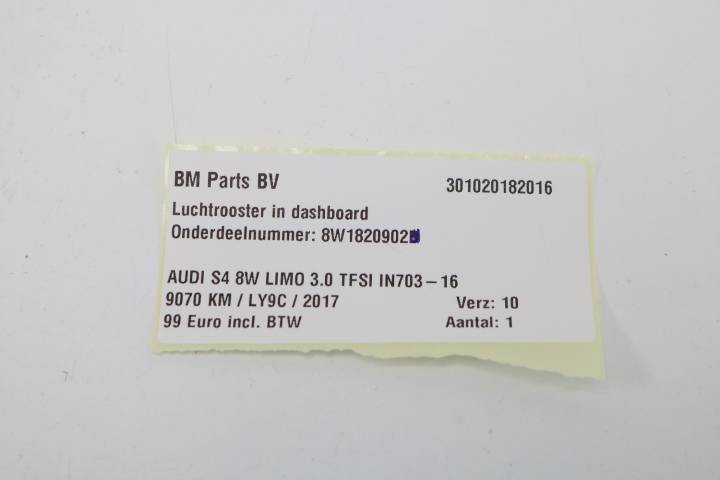 BM Parts BV 301020182016
Luchtrooster in dashboard
Onderdeelnummer: 8W1820902
AUDI S4 8W LIMO 3.0 TFSI IN703-16
9070 KM / LY9C / 2017 Verz: 10
99 Euro incl. BTW Aantal: 1